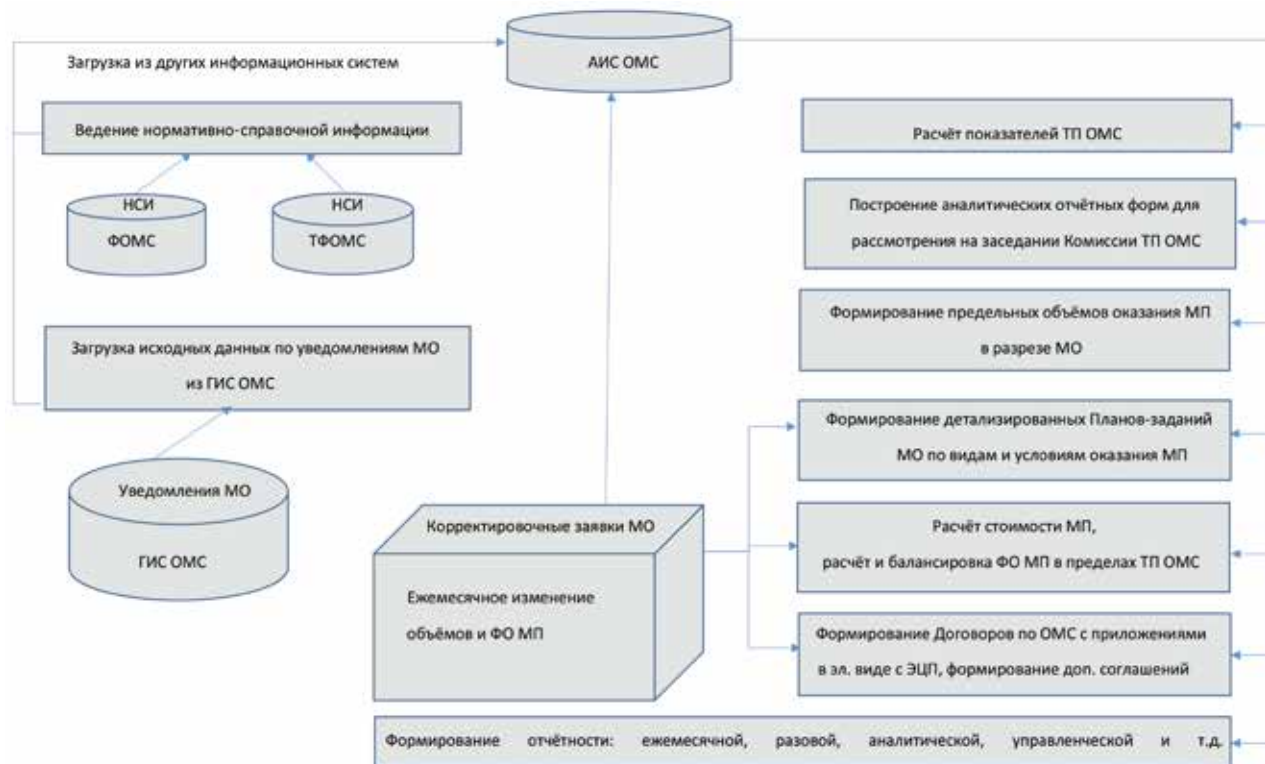 АИС ОМС
Загрузка из других информационных систем
Ведение нормативно-справочной информации
НСИ
ФОМС
НСИ
ТФОМС
Загрузка исходных данных по уведомлениям МО
из ГИС ОМС
Уведомления МО
ГИС ОМС
Корректировочные заявки МО
Ежемесячное изменение
объёмов и ФО МП
Расчёт показателей ТП ОМС
Построение аналитических отчётных форм для
рассмотрения на заседании Комиссии ТП ОМС
Формирование предельных объёмов оказания МП
в разрезе МО
Формирование детализированных Планов-заданий
МО по видам и условиям оказания МП
Расчёт стоимости МП,
расчёт и балансировка ФО МП в пределах ТП ОМС
Формирование Договоров по ОМС с приложениями
в эл. виде с ЭЦП, формирование доп. соглашений
Формирование отчётности: ежемесячной, разовой, аналитической, управленческой и т.д.